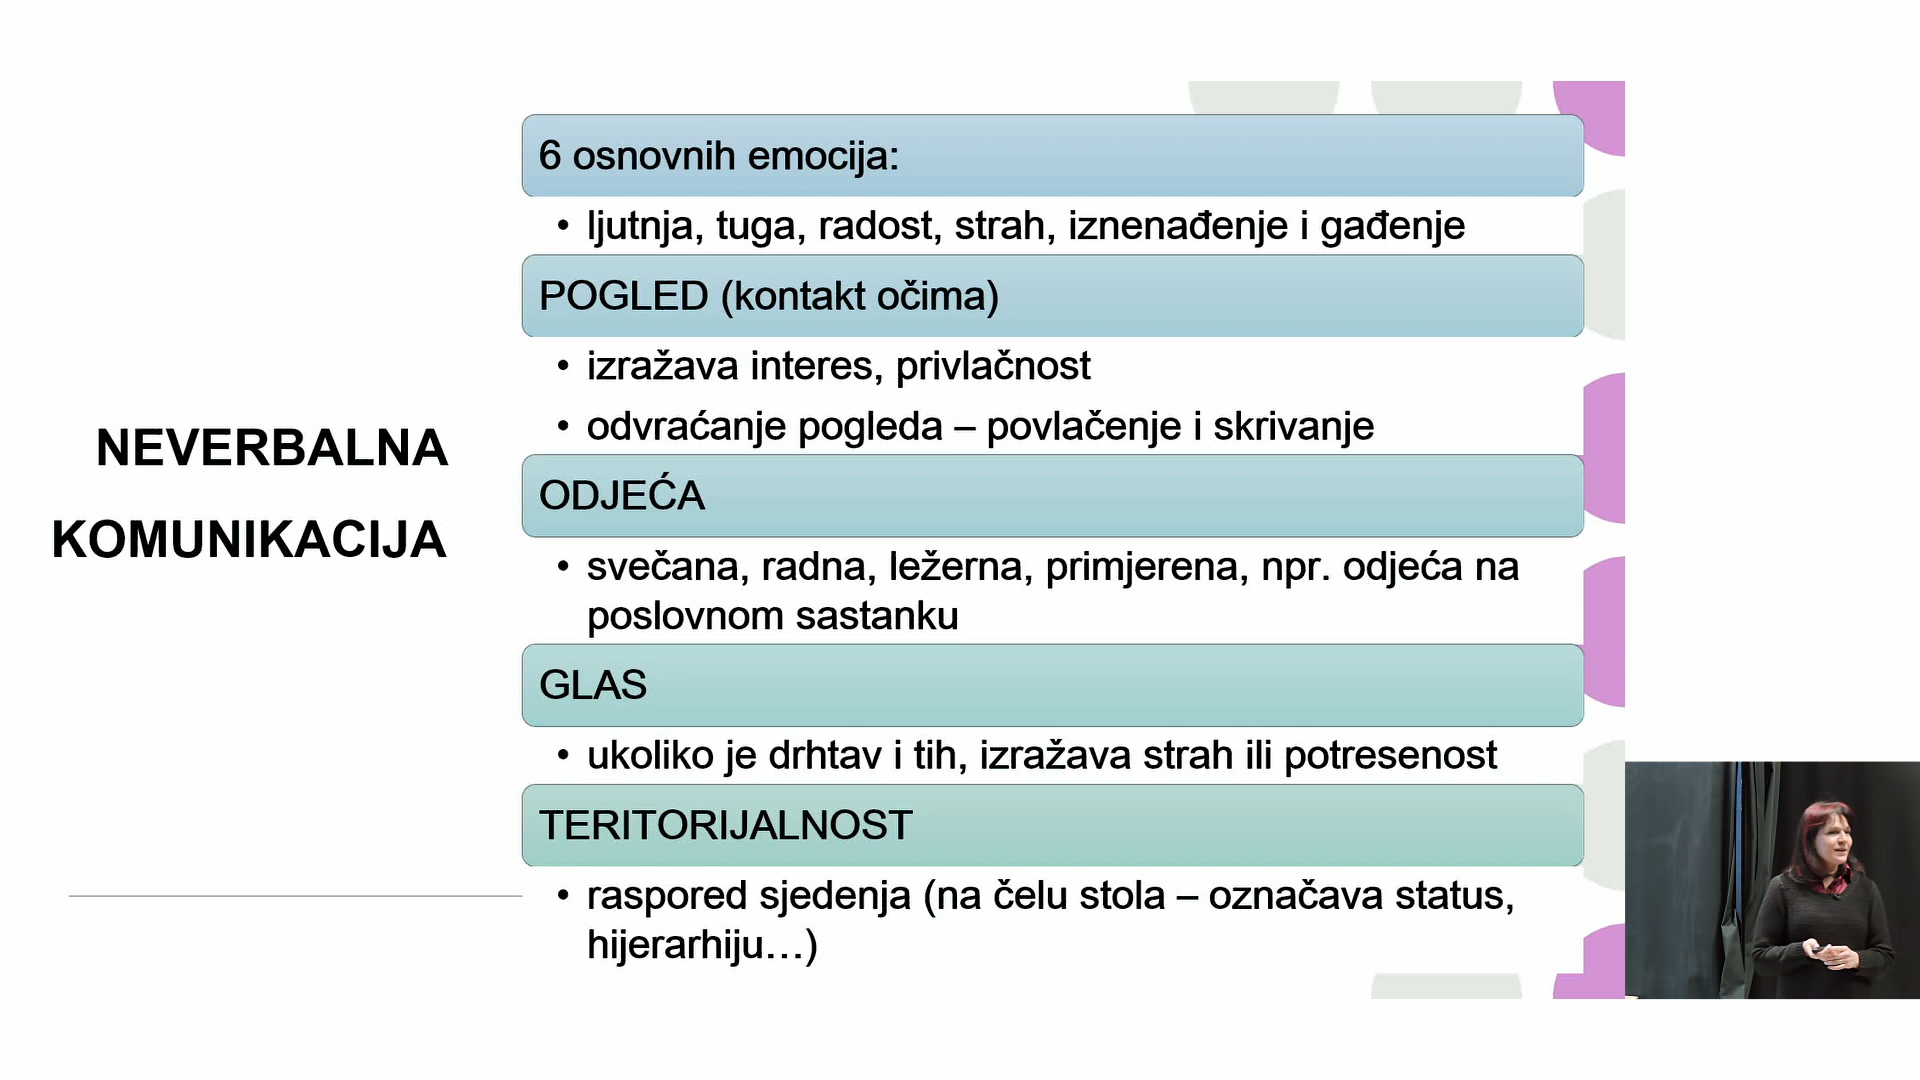 NEVERBALNA
KOMUNIKACIJA
6 osnovnih emocija:
• ljutnja, tuga, radost, strah, iznenađenje i gađenje
POGLED (kontakt očima)
• izražava interes, privlačnost
• odvraćanje pogleda – povlačenje i skrivanje
ODJEĆA
• svečana, radna, ležerna, primjerena, npr. odjeća na
poslovnom sastanku
GLAS
• ukoliko je drhtav i tih, izražava strah ili potresenost
TERITORIJALNOST
• raspored sjedenja (na čelu stola – označava status,
hijerarhiju…)